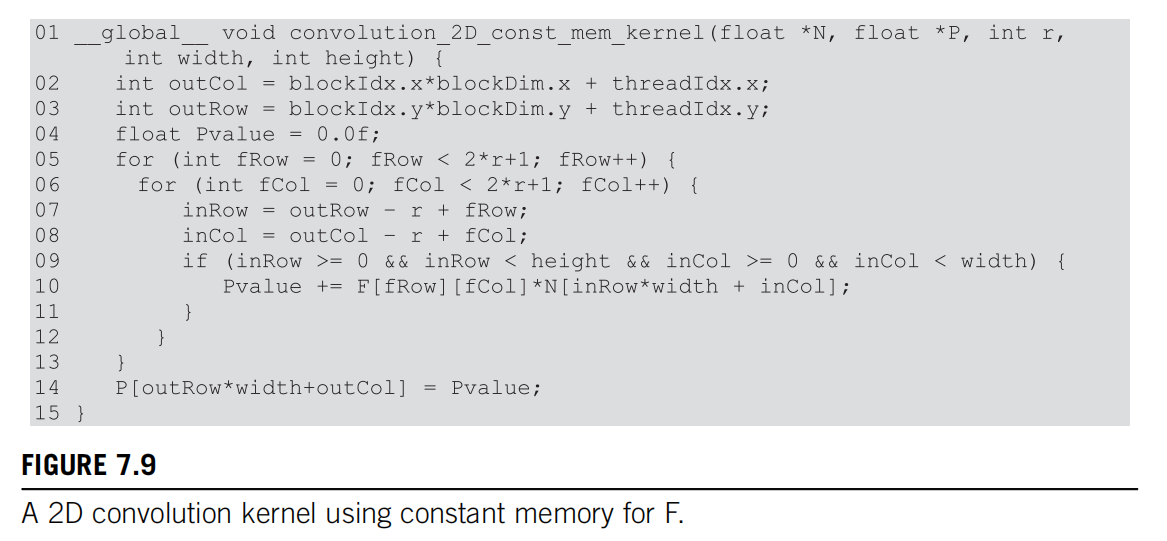 01 __global__ void convolution_2D_const_mem_kernel(float *N, float *P, int r,
int width, int height) {
02 int outCol = blockIdx.x*blockDim.x + threadIdx.x;
03 int outRow = blockIdx.y*blockDim.y + threadIdx.y;
04 float Pvalue = 0.0f;
05 for (int fRow = 0; fRow < 2*r+1; fRow++) {
06 for (int fCol = 0; fCol < 2*r+1; fCol++) {
07 inRow = outRow - r + fRow;
08 inCol = outCol - r + fCol;
09 if (inRow >= 0 && inRow < height && inCol >= 0 && inCol < width) {
10 Pvalue += F[fRow][fCol]*N[inRow*width + inCol];
11 }
12 }
13 }
14 P[outRow*width+outCol] = Pvalue;
15 }
FIGURE 7.9
A 2D convolution kernel using constant memory for F.